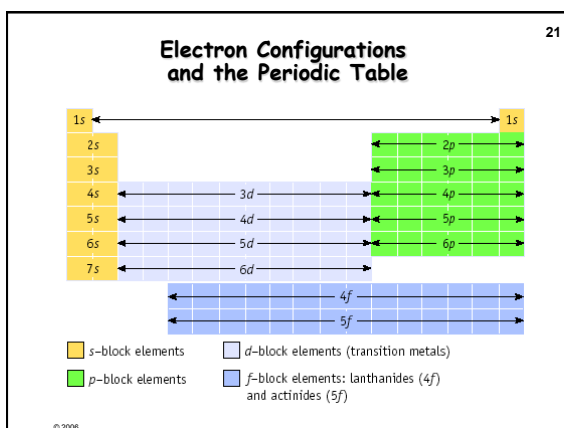 21
Electron Configurations
and the Periodic Table
1s 1s
2s 2p
3s 3p
4s 3d 4p
5s 4d 5p
6s 5d 6p
7s 6d
4f
5f
s–block elements d–block elements (transition metals)
p–block elements f–block elements: lanthanides (4f)
and actinides (5f)
© 2006